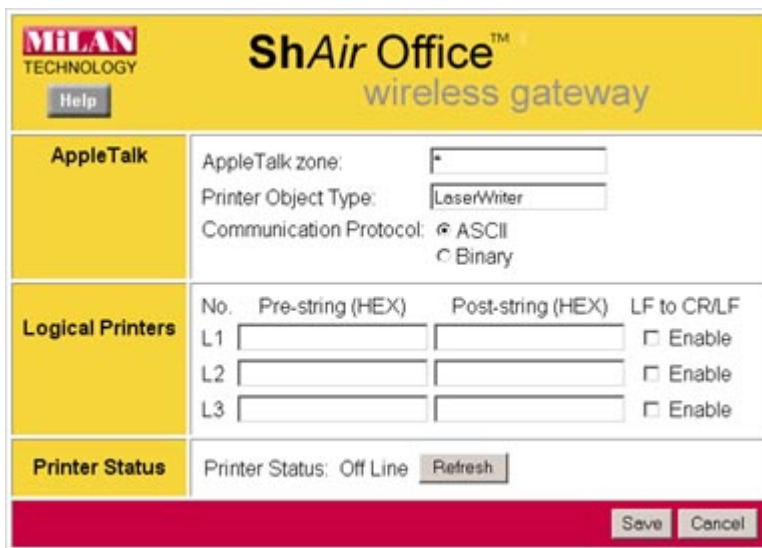 MiLAN
TECHNOLOGY
Help
ShAir Office™
wireless gateway
AppleTalk
AppleTalk zone: *
Printer Object Type: LaserWriter
Communication Protocol: ASCII
Binary
Logical Printers
No. Pre-string (HEX) Post-string (HEX) LF to CR/LF
L1 Enable
L2 Enable
L3 Enable
Printer Status
Printer Status: Off Line Refresh
Save Cancel